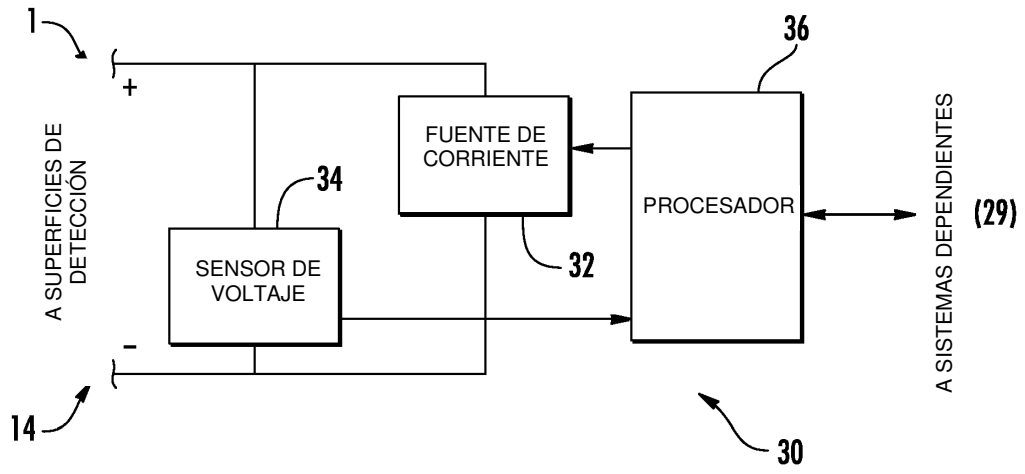 1
36
+
FUENTE DE
CORRIENTE
A SUPERFICIES DE
DETECCIÓN
34
PROCESADOR
A SISTEMAS DEPENDIENTES
(29)
32
SENSOR DE
VOLTAJE
-
14
30